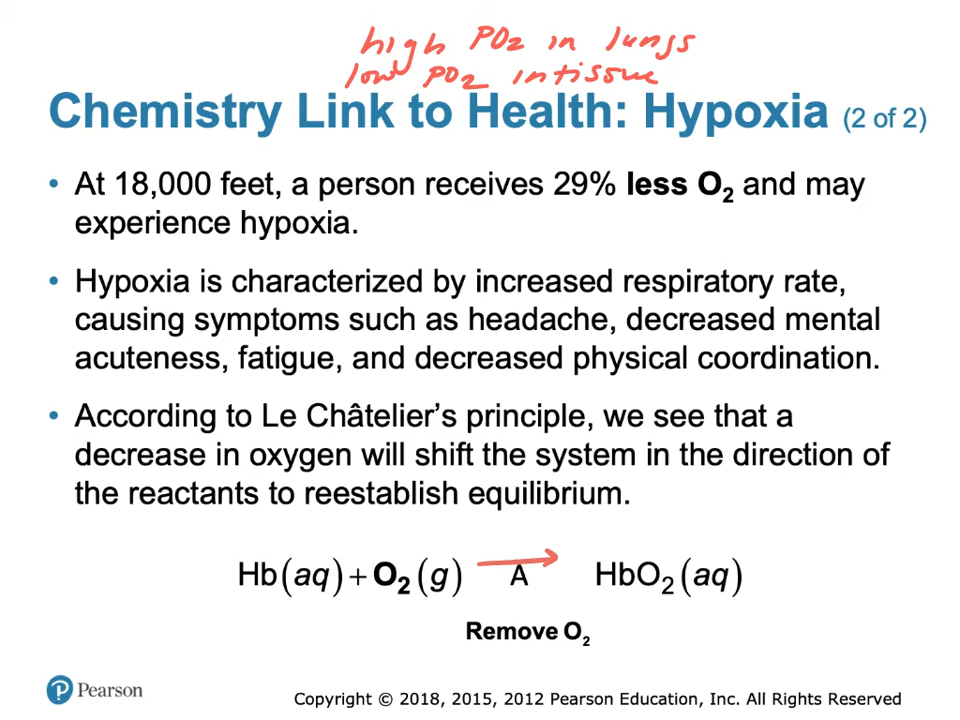 high PO2 in lungs
low PO2 in tissue
Chemistry Link to Health: Hypoxia (2 of 2)
• At 18,000 feet, a person receives 29% less O₂ and may
experience hypoxia.
• Hypoxia is characterized by increased respiratory rate,
causing symptoms such as headache, decreased mental
acuteness, fatigue, and decreased physical coordination.
• According to Le Châtelier’s principle, we see that a
decrease in oxygen will shift the system in the direction of
the reactants to reestablish equilibrium.
Hb(aq) + O₂(g) A HbO₂(aq)
Remove O₂
P Pearson
Copyright © 2018, 2015, 2012 Pearson Education, Inc. All Rights Reserved